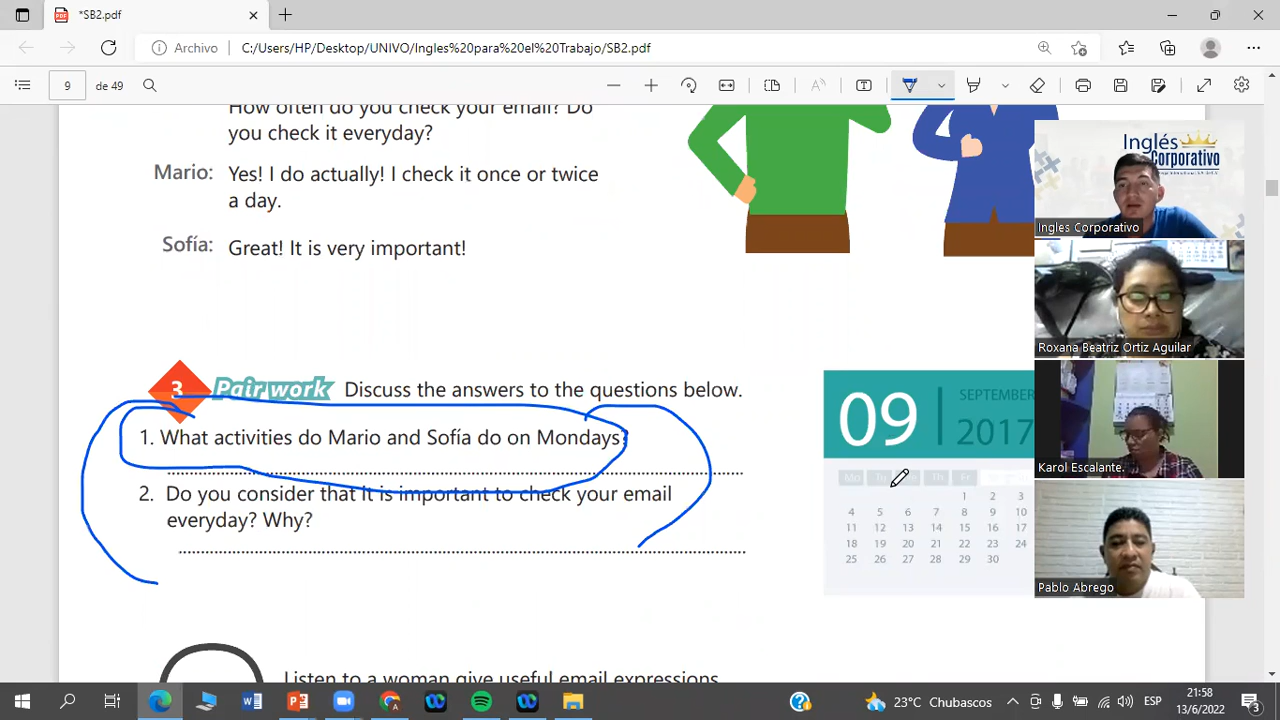 *SB2.pdf
Archivo
C:/Users/HP/Desktop/UNIVO/Ingles%20para%20el%20Trabajo/SB2.pdf
9 de 49
How often do you check your email? Do
you check it everyday?
Mario: Yes! I do actually! I check it once or twice
a day.
Sofía: Great! It is very important!
3 Pair work Discuss the answers to the questions below.
1. What activities do Mario and Sofía do on Mondays?
2. Do you consider that it is important to check your email
everyday? Why?
Listen to a woman give useful email expressions
09 SEPTEMBER
2017
Mo Tu Th Fr
1 2 3
4 5 6 7 8 9 10
11 12 13 14 15 16 17
18 19 20 21 22 23 24
25 26 27 28 29 30
Inglés
Corporativo
Ingles Corporativo
Roxana Beatriz Ortiz Aguilar
Karol Escalante.
Pablo Abrego
23°C Chubascos
ESP
21:58
13/6/2022
3